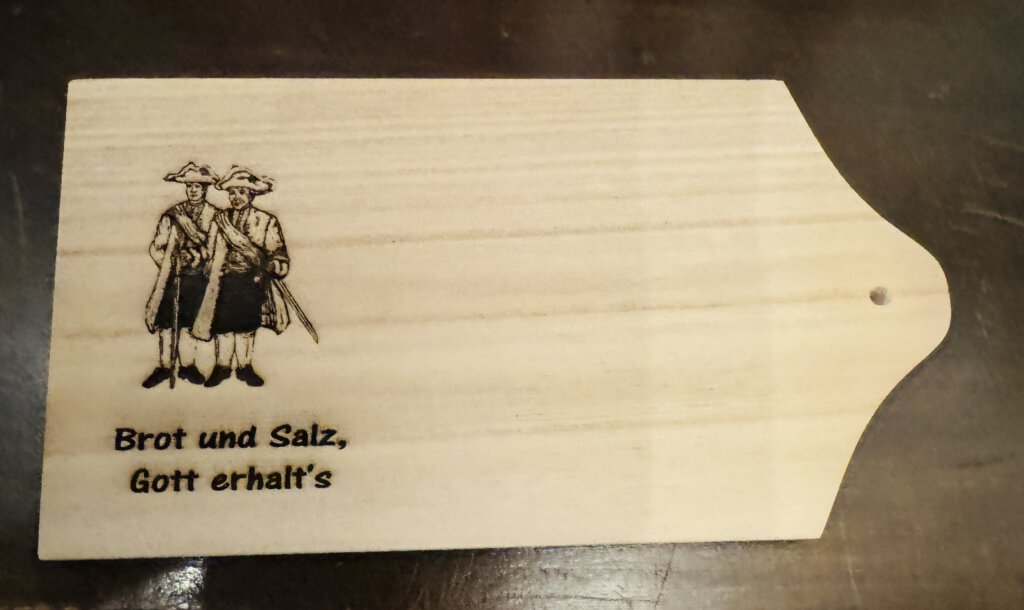 Brot und Salz,
Gott erhalt's